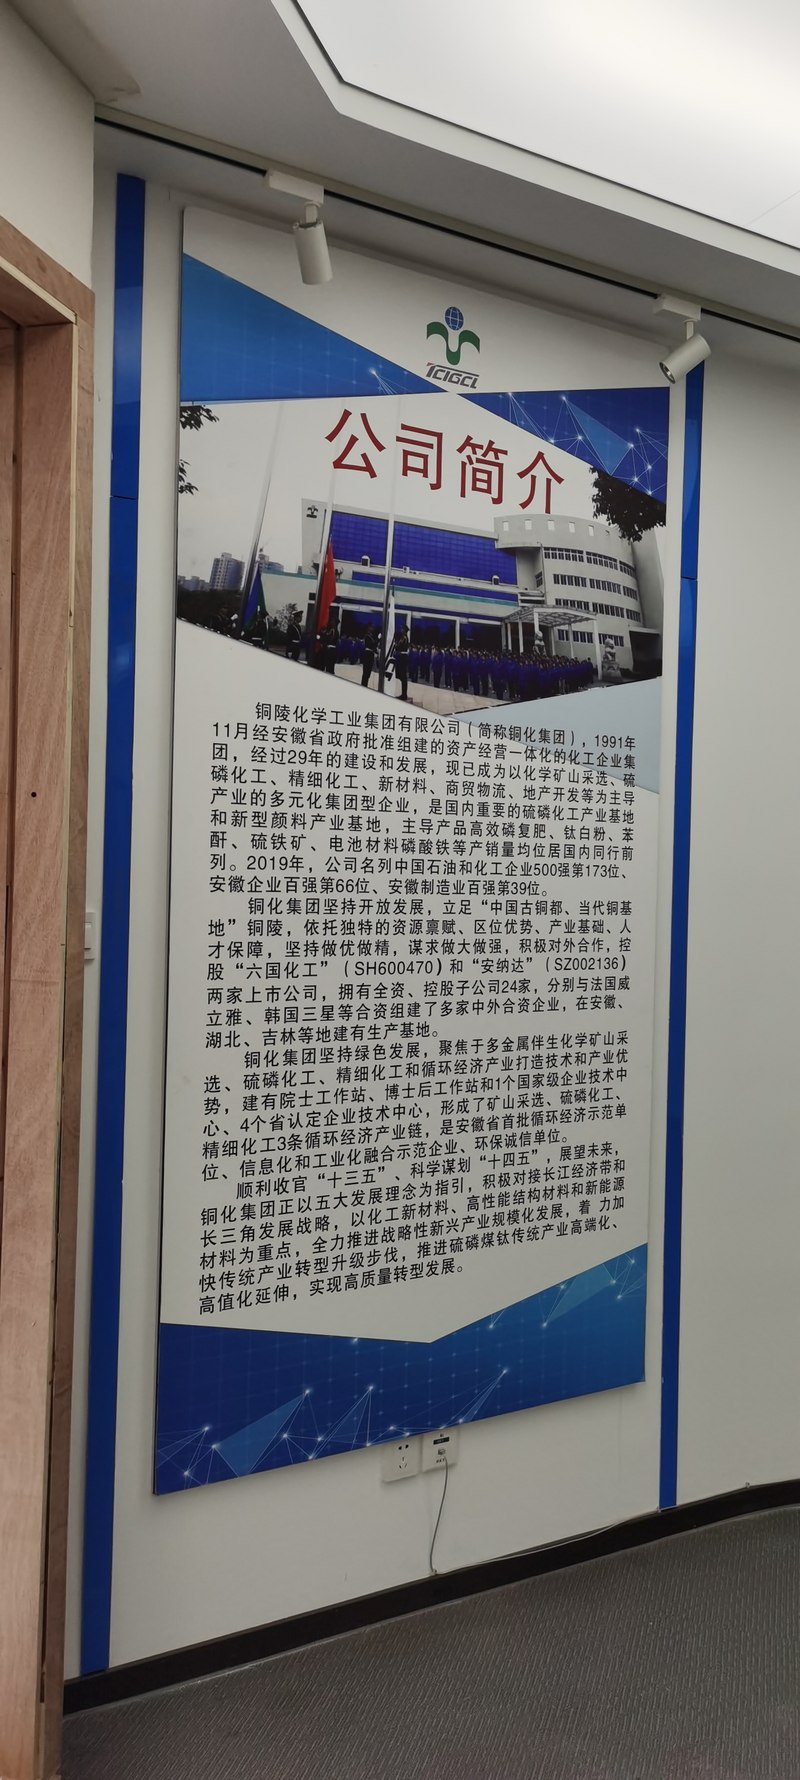 TCIGCL
公司简介
铜陵化学工业集团有限公司（简称铜化集团），1991年
11月经安徽省政府批准组建的资产经营一体化的化工企业集
团，经过29年的建设和发展，现已成为以化学矿山采选、硫
磷化工、精细化工、新材料、商贸物流、地产开发等为主导
产业的多元化集团型企业，是国内重要的硫磷化工产业基地
和新型颜料产业基地，主导产品高效磷复肥、钛白粉、苯
酐、硫铁矿、电池材料磷酸铁等产销量均位居国内同行前
列。2019年，公司名列中国石油和化工企业500强第173位、
安徽企业百强第66位、安徽制造业百强第39位。
铜化集团坚持开放发展，立足“中国古铜都、当代铜基
地”铜陵，依托独特的资源禀赋、区位优势、产业基础、人
才保障，坚持做优做精，谋求做大做强，积极对外合作，控
股“六国化工”（SH600470）和“安纳达”（SZ002136）
两家上市公司，拥有全资、控股子公司24家，分别与法国威
立雅、韩国三星等合资组建了多家中外合资企业，在安徽、
湖北、吉林等地建有生产基地。
铜化集团坚持绿色发展，聚焦于多金属伴生化学矿山采
选、硫磷化工、精细化工和循环经济产业打造技术和产业优
势，建有院士工作站、博士后工作站和1个国家级企业技术中
心、4个省认定企业技术中心，形成了矿山采选、硫磷化工、
精细化工3条循环经济产业链，是安徽省首批循环经济示范单
位、信息化和工业化融合示范企业、环保诚信单位。
顺利收官“十三五”、科学谋划“十四五”，展望未来，
铜化集团正以五大发展理念为指引，积极对接长江经济带和
长三角发展战略，以化工新材料、高性能结构材料和新能源
材料为重点，全力推进战略性新兴产业规模化发展，着 力加
快传统产业转型升级步伐，推进硫磷煤钛传统产业高端化、
高值化延伸，实现高质量转型发展。